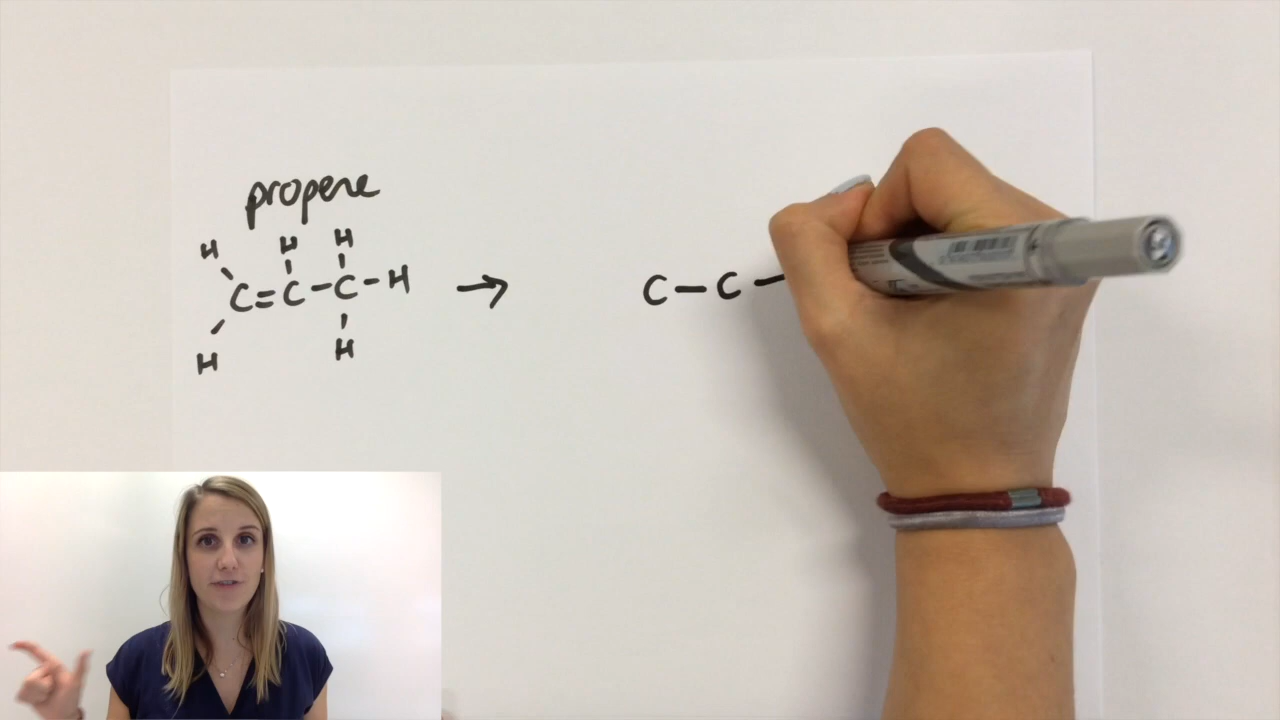 propene
H H H
C=C-C-H → C-C-
H H